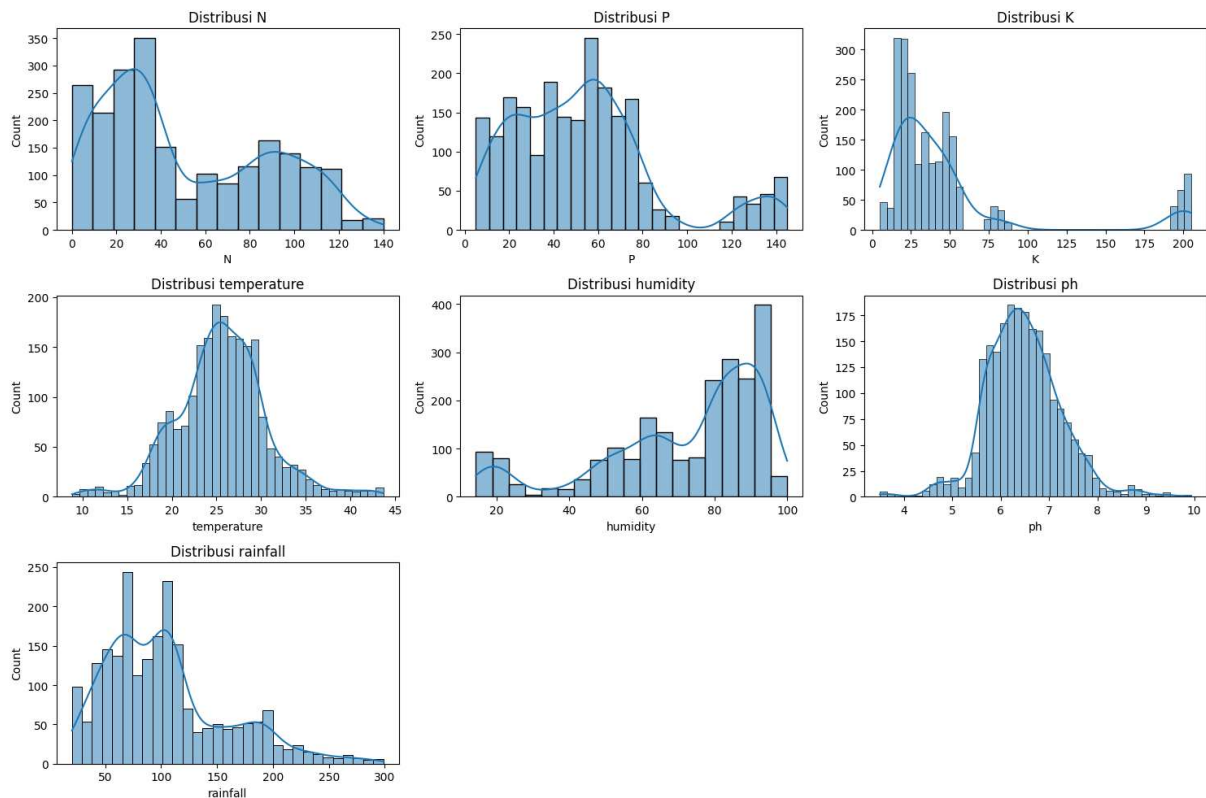 Distribusi N
350
300
250
200
150
100
50
0
Count
0 20 40 60 80 100 120 140
N
Distribusi P
250
200
150
100
50
0
Count
0 20 40 60 80 100 120 140
P
Distribusi K
300
250
200
150
100
50
0
Count
0 25 50 75 100 125 150 175 200
K
Distribusi temperature
200
150
100
50
0
Count
10 15 20 25 30 35 40 45
temperature
Distribusi humidity
400
300
200
100
0
Count
20 40 60 80 100
humidity
Distribusi ph
175
150
125
100
75
50
25
0
Count
4 5 6 7 8 9 10
ph
Distribusi rainfall
250
200
150
100
50
0
Count
50 100 150 200 250 300
rainfall